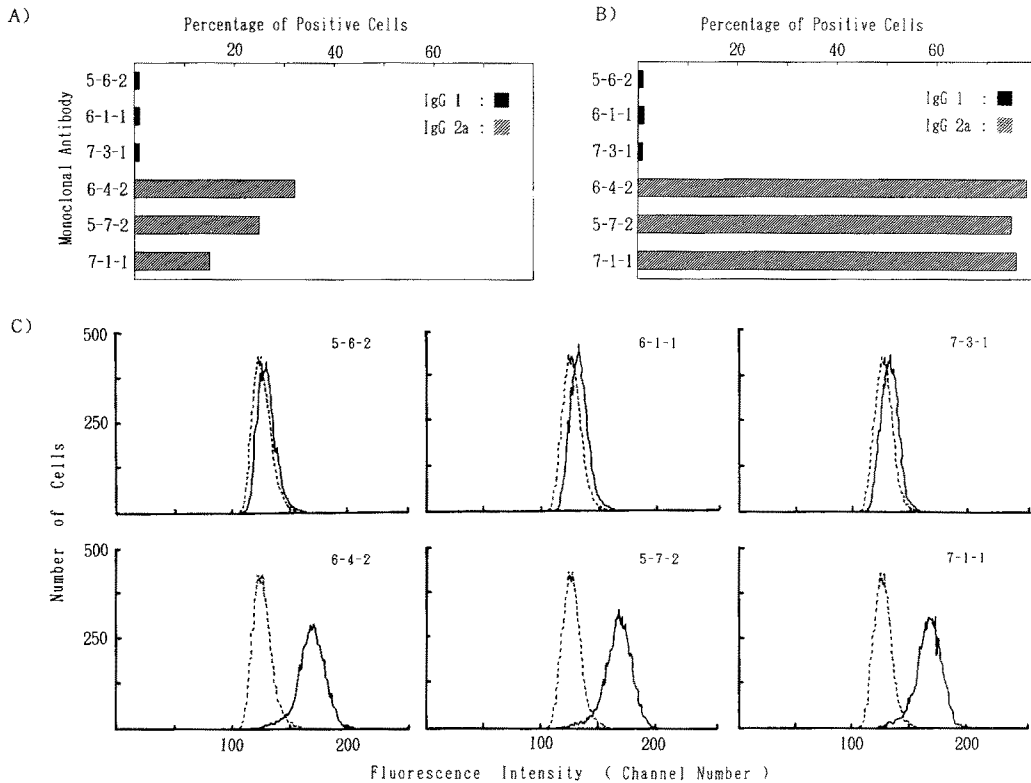 A)
Percentage of Positive Cells
20 40 60
Monoclonal Antibody
5-6-2
6-1-1
7-3-1
6-4-2
5-7-2
7-1-1
IgG 1 :
IgG 2a :
B)
Percentage of Positive Cells
20 40 60
5-6-2
6-1-1
7-3-1
6-4-2
5-7-2
7-1-1
IgG 1 :
IgG 2a :
C)
Number of Cells
500
250
5-6-2
6-1-1
7-3-1
500
250
6-4-2
5-7-2
7-1-1
100 200 100 200 100 200
Fluorescence Intensity ( Channel Number )